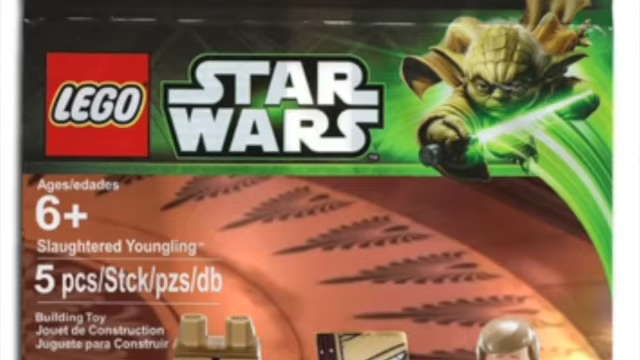 LEGO
STAR
WARS™
Ages/edades
6+
Slaughtered Youngling™
5 pcs/Stck/pzs/db
Building Toy
Jouet de Construction
Juguete para Construir